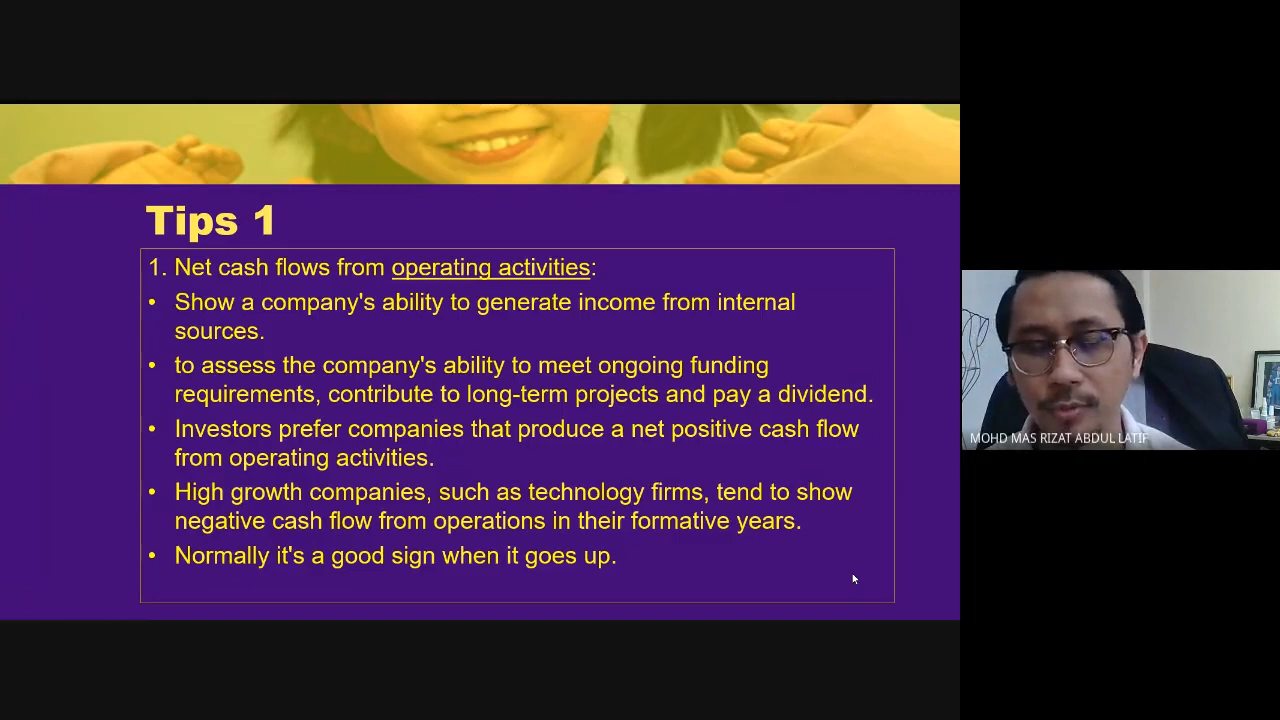 Tips 1
1. Net cash flows from operating activities:
• Show a company's ability to generate income from internal
sources.
• to assess the company's ability to meet ongoing funding
requirements, contribute to long-term projects and pay a dividend.
• Investors prefer companies that produce a net positive cash flow
from operating activities.
• High growth companies, such as technology firms, tend to show
negative cash flow from operations in their formative years.
• Normally it's a good sign when it goes up.
MOHD MAS RIZAT ABDUL LATIF